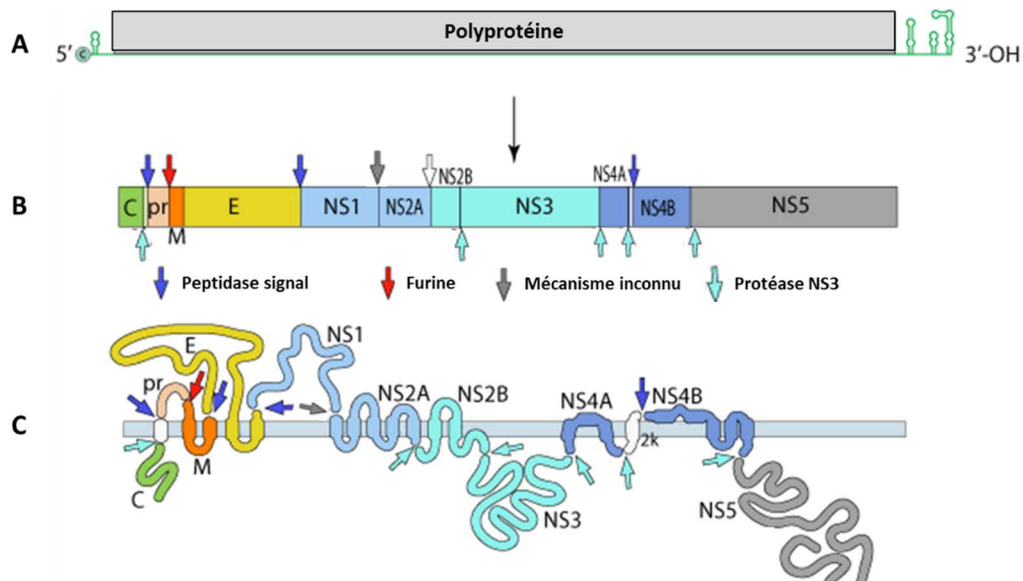 A
Polyprotéine
5′ C 3′-OH
B
NS2B NS4A
C pr M E NS1 NS2A NS3 NS4B NS5
Peptidase signal Furine Mécanisme inconnu Protéase NS3
C
E NS1
pr NS2A NS2B NS4A NS4B
2k
M
C
NS3 NS5